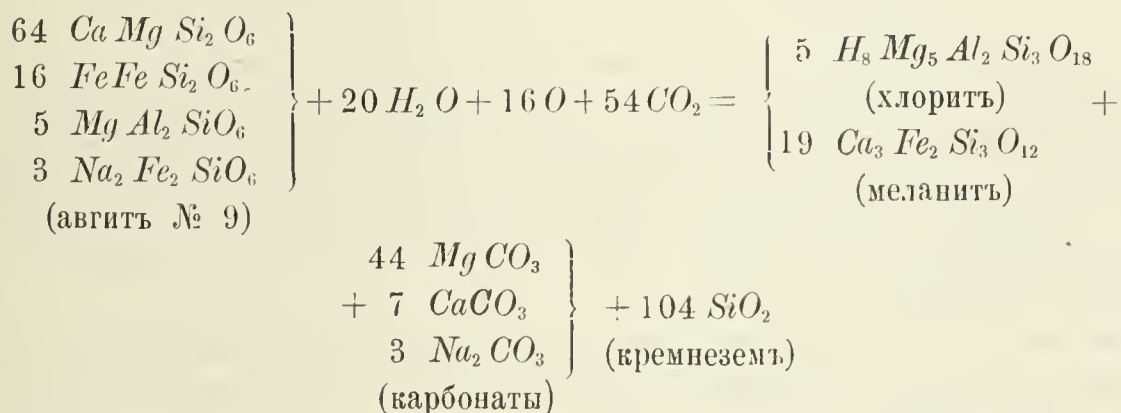 64 Ca Mg Si₂ O₆
16 FeFe Si₂ O₆
5 Mg Al₂ SiO₆
3 Na₂ Fe₂ SiO₆
(авгитъ № 9)
+ 20 H₂ O + 16 O + 54 CO₂ =
5 H₈ Mg₅ Al₂ Si₃ O₁₈
(хлоритъ)
19 Ca₃ Fe₂ Si₃ O₁₂
(меланитъ)
+
44 Mg CO₃
+ 7 CaCO₃
3 Na₂ CO₃
(карбонаты)
+ 104 SiO₂
(кремнеземъ)